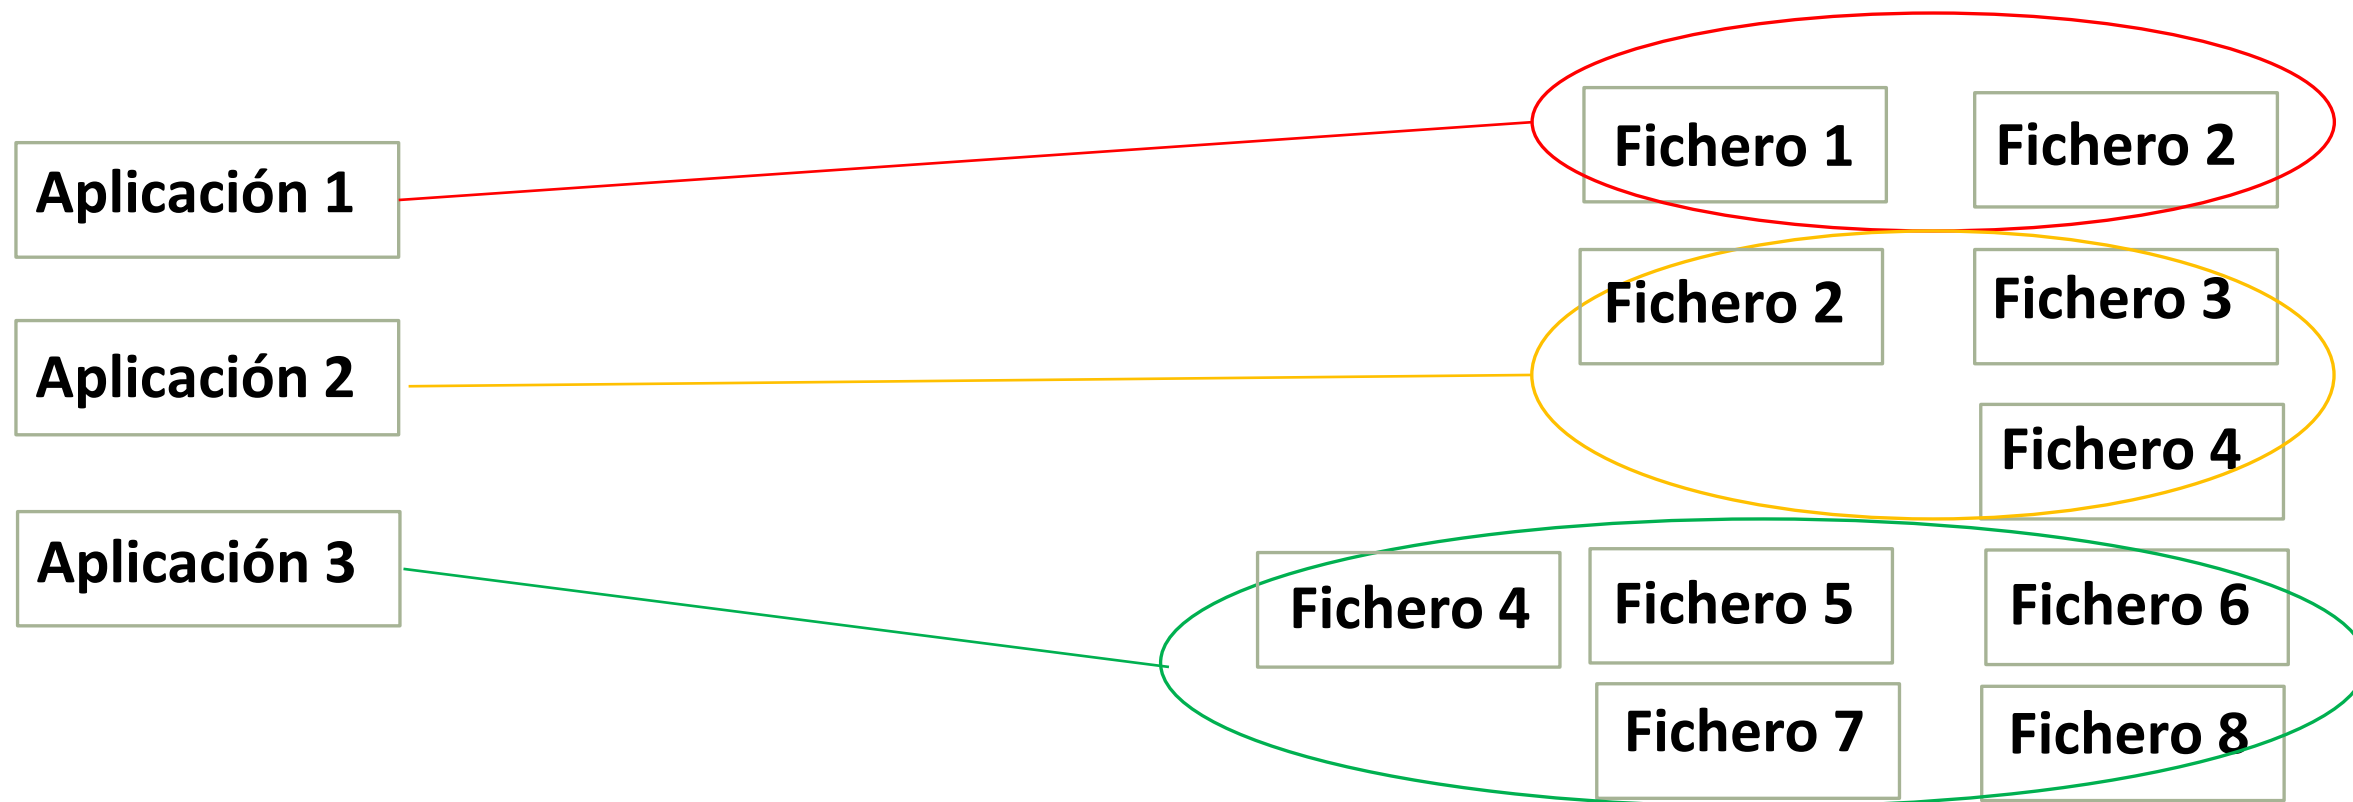 Aplicación 1
Fichero 1
Fichero 2
Aplicación 2
Fichero 2
Fichero 3
Fichero 4
Aplicación 3
Fichero 4
Fichero 5
Fichero 6
Fichero 7
Fichero 8